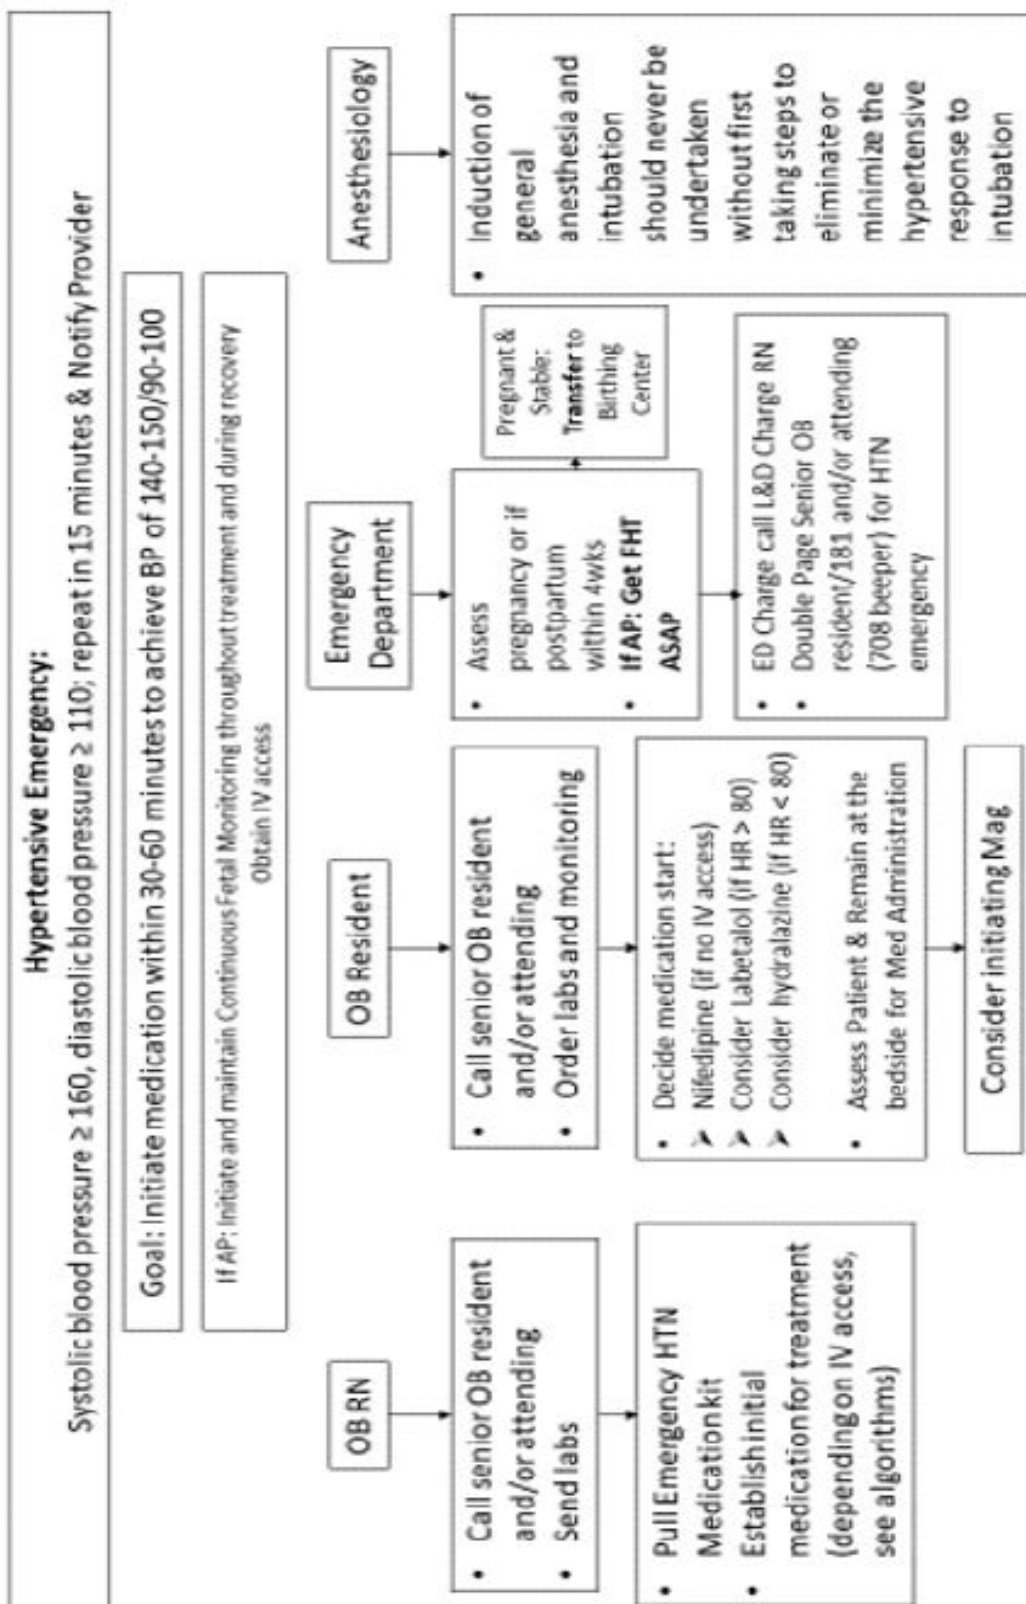 Hypertensive Emergency:
Systolic blood pressure ≥ 160, diastolic blood pressure ≥ 110; repeat in 15 minutes & Notify Provider
Goal: Initiate medication within 30-60 minutes to achieve BP of 140-150/90-100
If AP: Initiate and maintain Continuous Fetal Monitoring throughout treatment and during recovery
Obtain IV access
OB RN
• Call senior OB resident
and/or attending
• Send labs
• Pull Emergency HTN
Medication kit
• Establish initial
medication for treatment
(depending on IV access,
see algorithms)
OB Resident
• Call senior OB resident
and/or attending
• Order labs and monitoring
• Decide medication start:
➢ Nifedipine (if no IV access)
➢ Consider Labetalol (if HR > 80)
➢ Consider hydralazine (if HR < 80)
• Assess Patient & Remain at the
bedside for Med Administration
Consider initiating Mag
Emergency
Department
• Assess
pregnancy or if
postpartum
within 4wks
• If AP: Get FHT
ASAP
Pregnant &
Stable:
Transfer to
Birthing
Center
• ED Charge call L&D Charge RN
• Double Page Senior OB
resident/181 and/or attending
(708 beeper) for HTN
emergency
Anesthesiology
• Induction of
general
anesthesia and
intubation
should never be
undertaken
without first
taking steps to
eliminate or
minimize the
hypertensive
response to
intubation